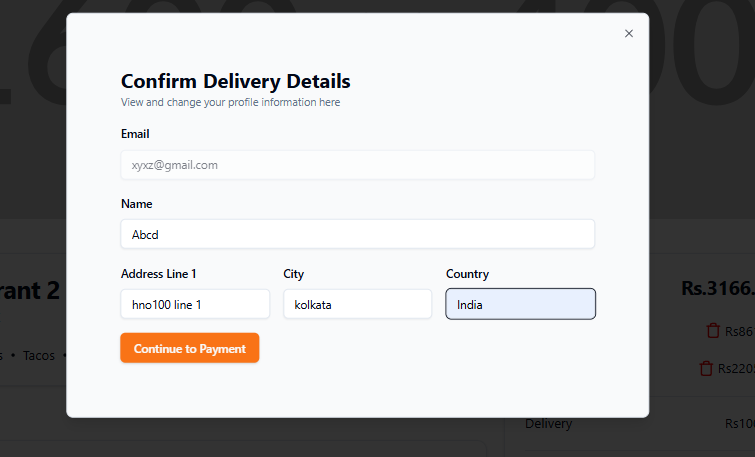 Confirm Delivery Details
View and change your profile information here
Email
xyxz@gmail.com
Name
Abcd
Address Line 1 City Country
hno100 line 1 kolkata India
Continue to Payment
rant 2 Rs.3166.
Rs86
s • Tacos •
Rs220
Delivery Rs10